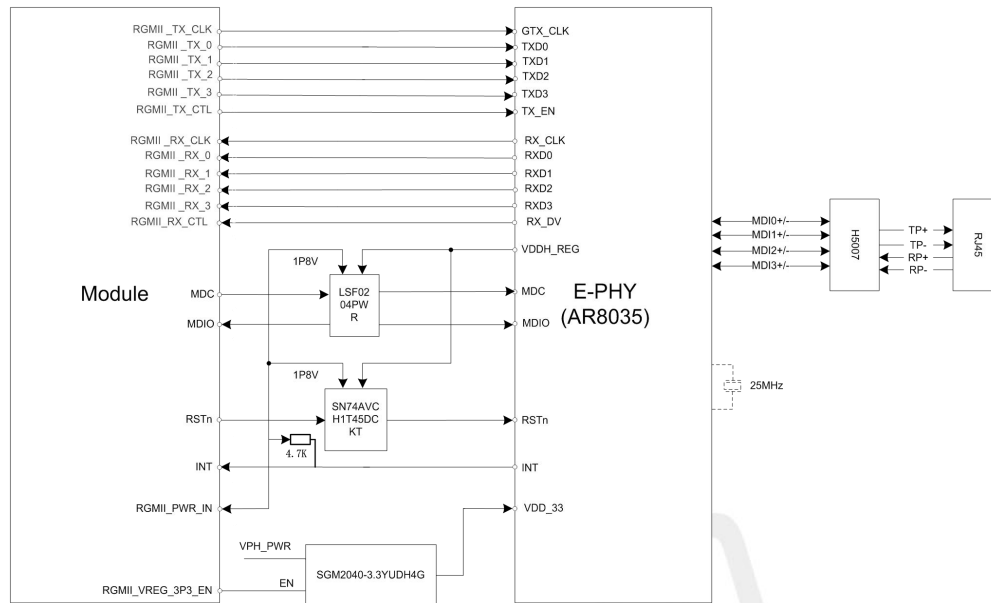 RGMII _TX_CLK
GTX_CLK
RGMII _TX_0
TXD0
RGMII _TX_1
TXD1
RGMII _TX_2
TXD2
RGMII _TX_3
TXD3
RGMII_TX_CTL
TX_EN
RGMII _RX_CLK
RX_CLK
RGMII _RX_0
RXD0
RGMII _RX_1
RXD1
RGMII _RX_2
RXD2
RGMII _RX_3
RXD3
RGMII_RX_CTL
RX_DV
MDI0+/-
MDI1+/-
MDI2+/-
MDI3+/-
H5007
TP+
TP-
RP+
RP-
RJ45
VDDH_REG
1P8V
LSF02
04PW
R
Module
MDC
MDC
E-PHY
(AR8035)
MDIO
MDIO
1P8V
25MHz
SN74AVC
H1T45DC
KT
RSTn
RSTn
4.7K
INT
INT
RGMII_PWR_IN
VDD_33
VPH_PWR
SGM2040-3.3YUDH4G
EN
RGMII_VREG_3P3_EN